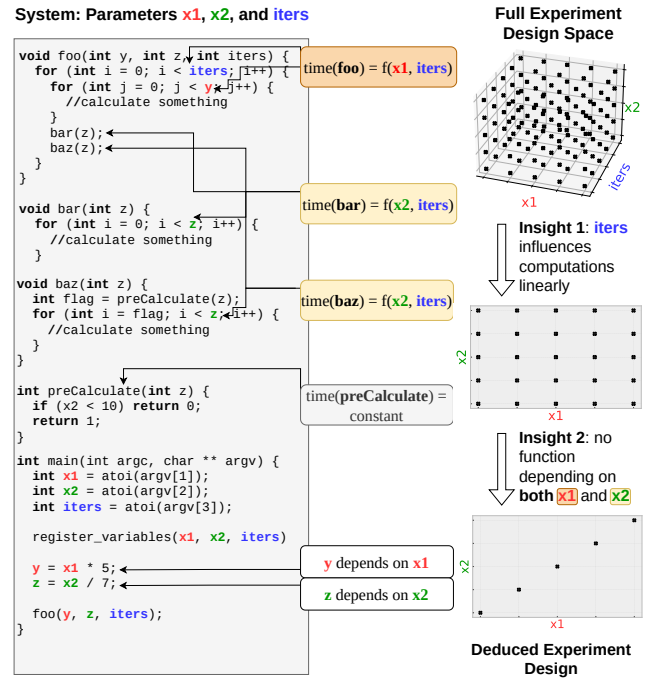 System: Parameters x1, x2, and iters
void foo(int y, int z, int iters) {
for (int i = 0; i < iters; i++) {
for (int j = 0; j < y; j++) {
//calculate something
}
bar(z);
baz(z);
}
}
void bar(int z) {
for (int i = 0; i < z; i++) {
//calculate something
}
}
void baz(int z) {
int flag = preCalculate(z);
for (int i = flag; i < z; i++) {
//calculate something
}
}
int preCalculate(int z) {
if (x2 < 10) return 0;
return 1;
}
int main(int argc, char ** argv) {
int x1 = atoi(argv[1]);
int x2 = atoi(argv[2]);
int iters = atoi(argv[3]);
register_variables(x1, x2, iters)
y = x1 * 5;
z = x2 / 7;
foo(y, z, iters);
}
time(foo) = f(x1, iters)
time(bar) = f(x2, iters)
time(baz) = f(x2, iters)
time(preCalculate) =
constant
y depends on x1
z depends on x2
Full Experiment
Design Space
x2
iters
x1
Insight 1: iters
influences
computations
linearly
x2
x1
Insight 2: no
function
depending on
both x1 and x2
x2
x1
Deduced Experiment
Design